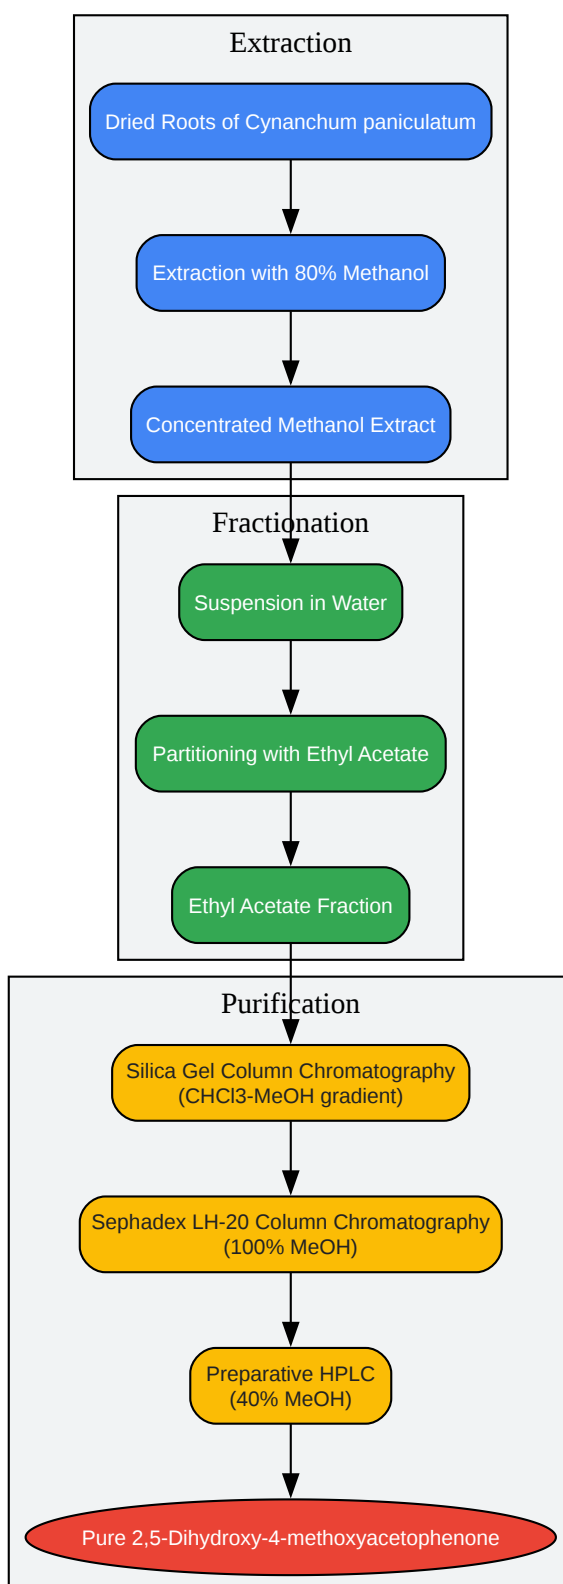 Extraction
Dried Roots of Cynanchum paniculatum
Extraction with 80% Methanol
Concentrated Methanol Extract
Fractionation
Suspension in Water
Partitioning with Ethyl Acetate
Ethyl Acetate Fraction
Purification
Silica Gel Column Chromatography
(CHCl3-MeOH gradient)
Sephadex LH-20 Column Chromatography
(100% MeOH)
Preparative HPLC
(40% MeOH)
Pure 2,5-Dihydroxy-4-methoxyacetophenone